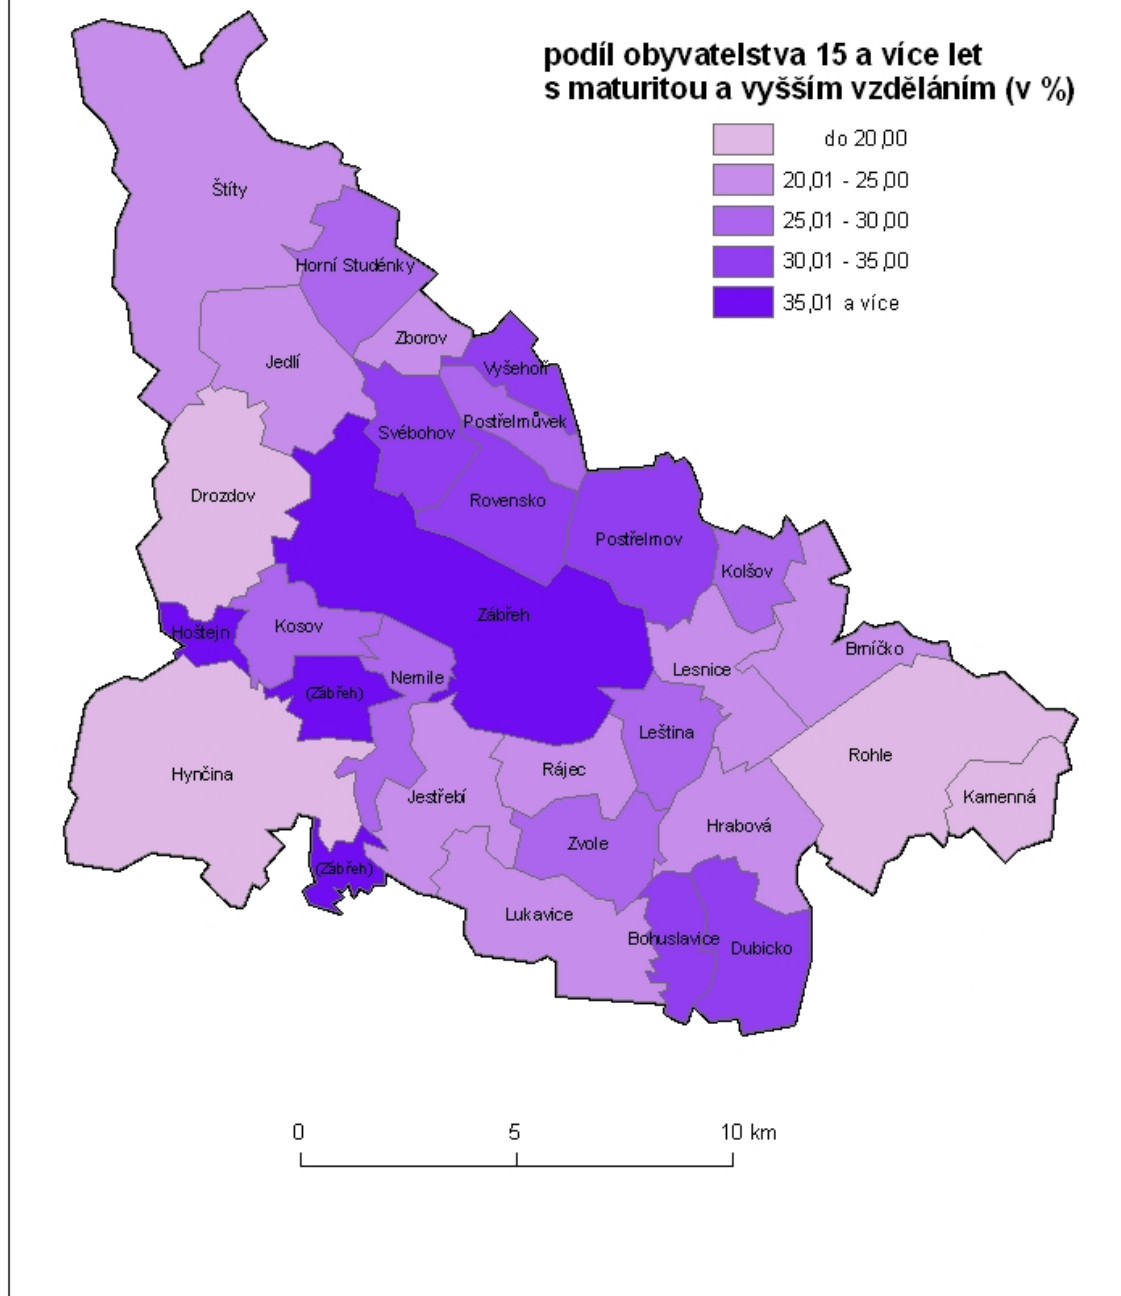 podíl obyvatelstva 15 a více let
s maturitou a vyšším vzděláním (v %)
do 20,00
20,01 - 25,00
25,01 - 30,00
30,01 - 35,00
35,01 a více
Štíty
Horní Studénky
Zborov
Jedlí
Vyšehoří
Postřelmůvek
Svébohov
Drozdov
Rovensko
Postřelmov
Kolšov
Zábřeh
Hoštejn
Kosov
Brníčko
Lesnice
Nemile
(Zábřeh)
Leština
Rohle
Rájec
Hynčina
Jestřebí
Kamenná
Hrabová
Zvole
(Zábřeh)
Lukavice
Bohuslavice
Dubicko
0 5 10 km